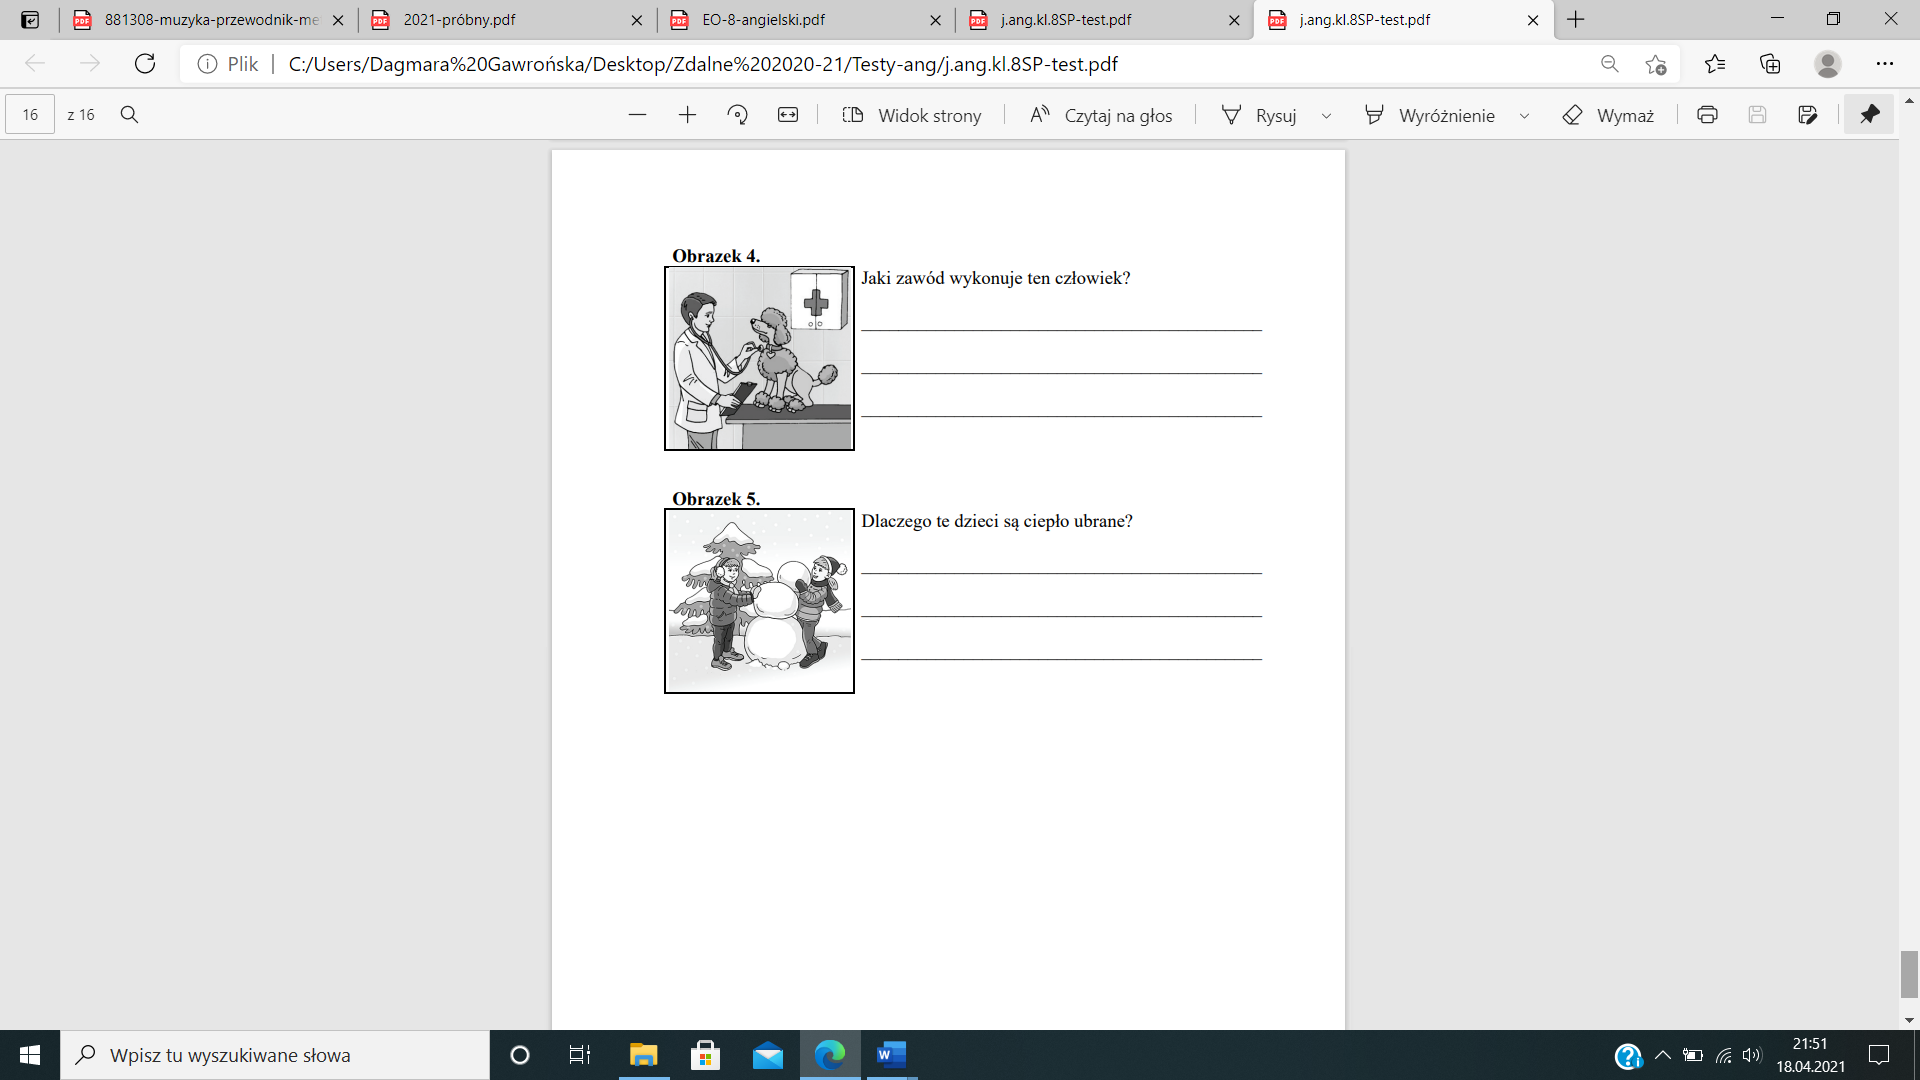 881308-muzyka-przewodnik-me
2021-próbny.pdf
EO-8-angielski.pdf
j.ang.kl.8SP-test.pdf
j.ang.kl.8SP-test.pdf
Plik
C:/Users/Dagmara%20Gawrońska/Desktop/Zdalne%202020-21/Testy-ang/j.ang.kl.8SP-test.pdf
16 z 16
Widok strony
Czytaj na głos
Rysuj
Wyróżnienie
Wymaż
Obrazek 4.
Jaki zawód wykonuje ten człowiek?
Obrazek 5.
Dlaczego te dzieci są ciepło ubrane?
Wpisz tu wyszukiwane słowa
21:51
18.04.2021